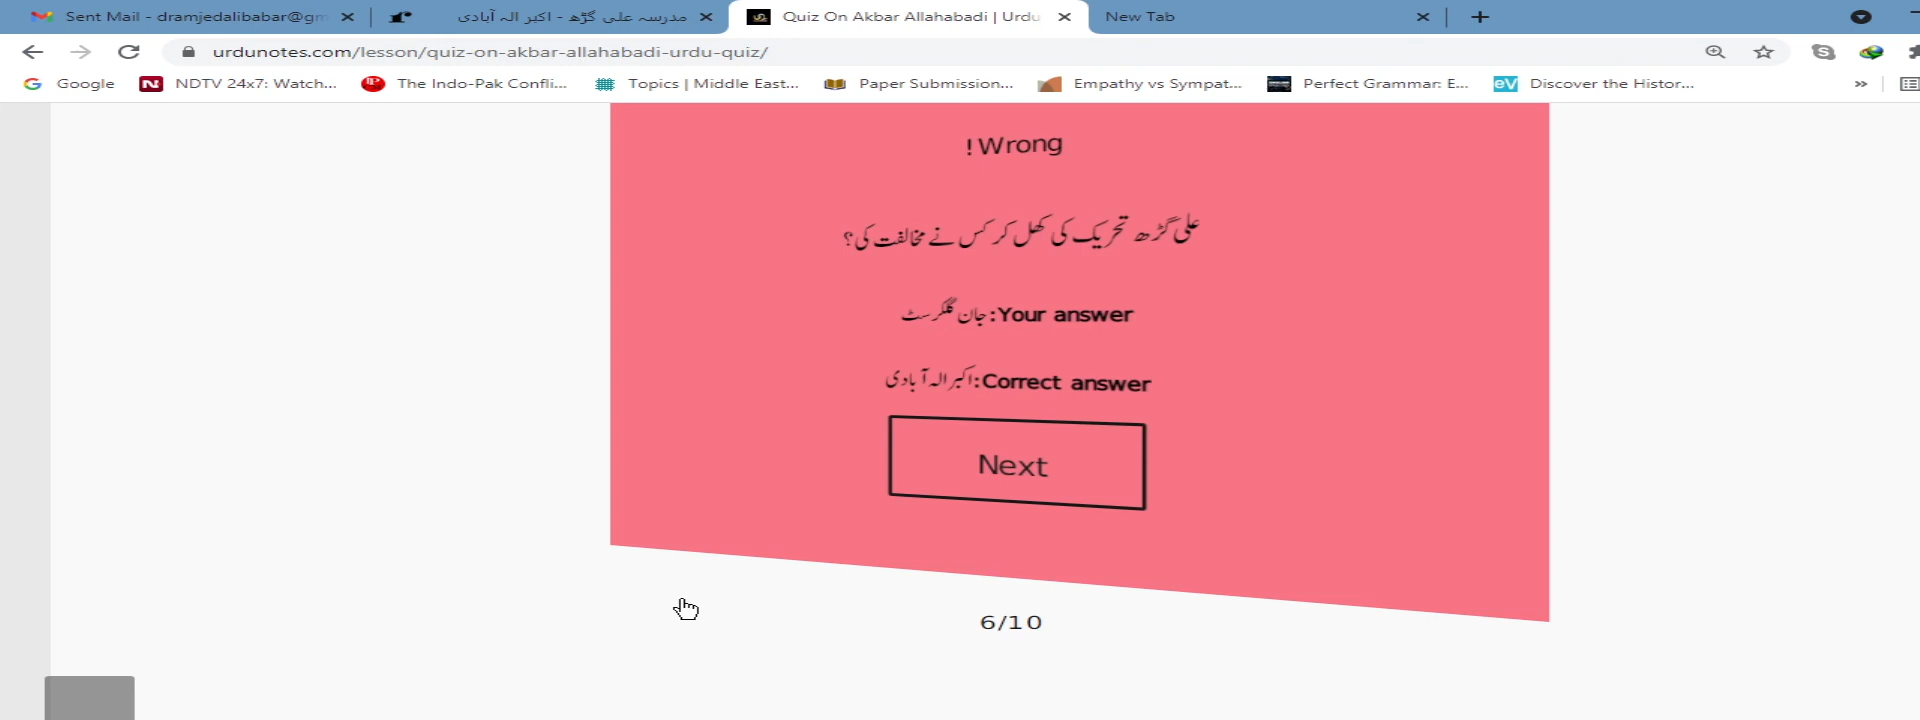 Sent Mail - dramjedalibabar@gm
مدرسہ علی گڑھ - اکبر الہ آبادی
Quiz On Akbar Allahabadi | Urdu
New Tab
urdunotes.com/lesson/quiz-on-akbar-allahabadi-urdu-quiz/
Google
NDTV 24x7: Watch...
The Indo-Pak Confli...
Topics | Middle East...
Paper Submission...
Empathy vs Sympat...
Perfect Grammar: E...
eV
Discover the Histor...
!Wrong
علی گڑھ تحریک کی کھل کر کس نے مخالفت کی؟
Your answer: جان گلکرسٹ
Correct answer: اکبر الہ آبادی
Next
6/10